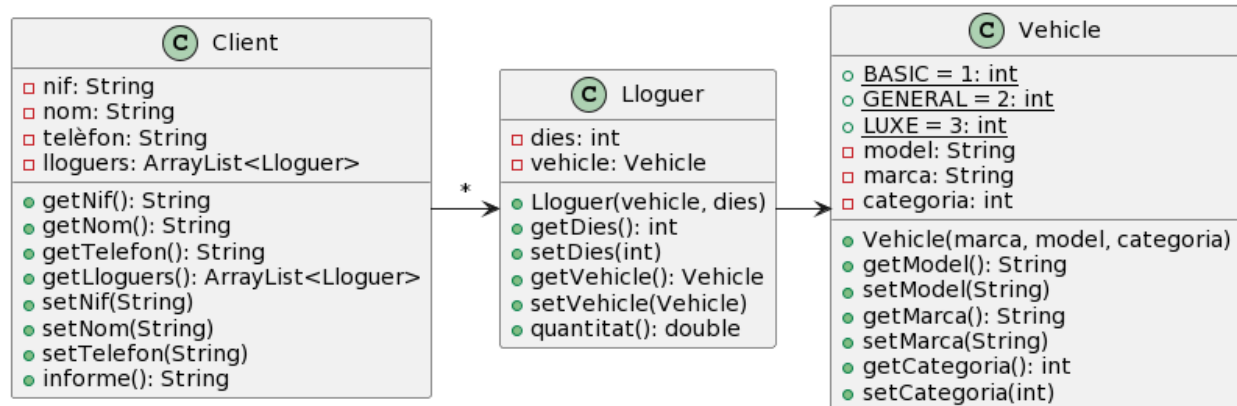 C Client
nif: String
nom: String
telèfon: String
lloguers: ArrayList<Lloguer>
getNif(): String
getNom(): String
getTelefon(): String
getLloguers(): ArrayList<Lloguer>
setNif(String)
setNom(String)
setTelefon(String)
informe(): String
*
C Lloguer
dies: int
vehicle: Vehicle
Lloguer(vehicle, dies)
getDies(): int
setDies(int)
getVehicle(): Vehicle
setVehicle(Vehicle)
quantitat(): double
C Vehicle
BASIC = 1: int
GENERAL = 2: int
LUXE = 3: int
model: String
marca: String
categoria: int
Vehicle(marca, model, categoria)
getModel(): String
setModel(String)
getMarca(): String
setMarca(String)
getCategoria(): int
setCategoria(int)